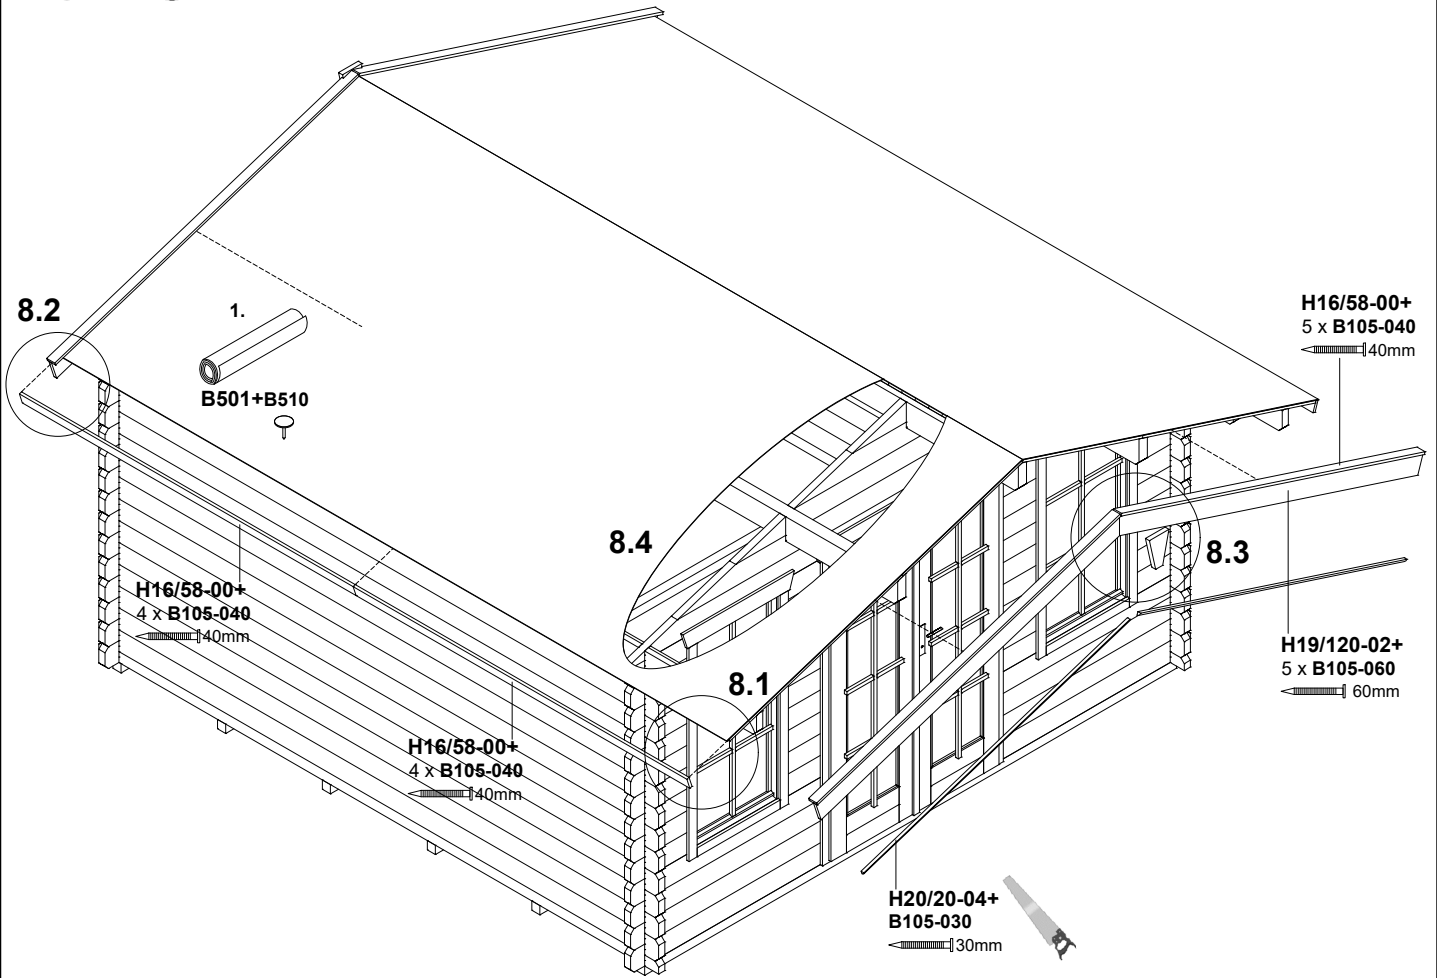 8.2
1.
B501+B510
H16/58-00+
5 x B105-040
40mm
8.4
8.3
H16/58-00+
4 x B105-040
40mm
H19/120-02+
5 x B105-060
60mm
8.1
H16/58-00+
4 x B105-040
40mm
H20/20-04+
B105-030
30mm